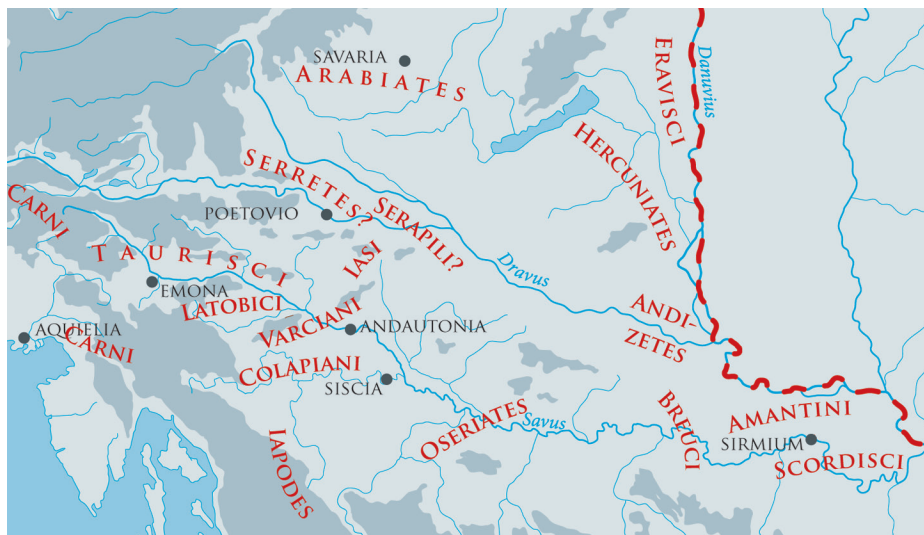 SAVARIA
ARABIATES
ERAVISCI
Danuvius
HERCUNIATES
SERRETES?
SERAPILI?
CARNI
POETOVIO
TAURISCI
IASI
Dravus
EMONA
LATOBICI
VARCIANI
ANDAUTONIA
ANDI-
ZETES
AQUIELIA
CARNI
COLAPIANI
SISCIA
IAPODES
OSERIATES
Savus
BREUCI
AMANTINI
SIRMIUM
SCORDISCI